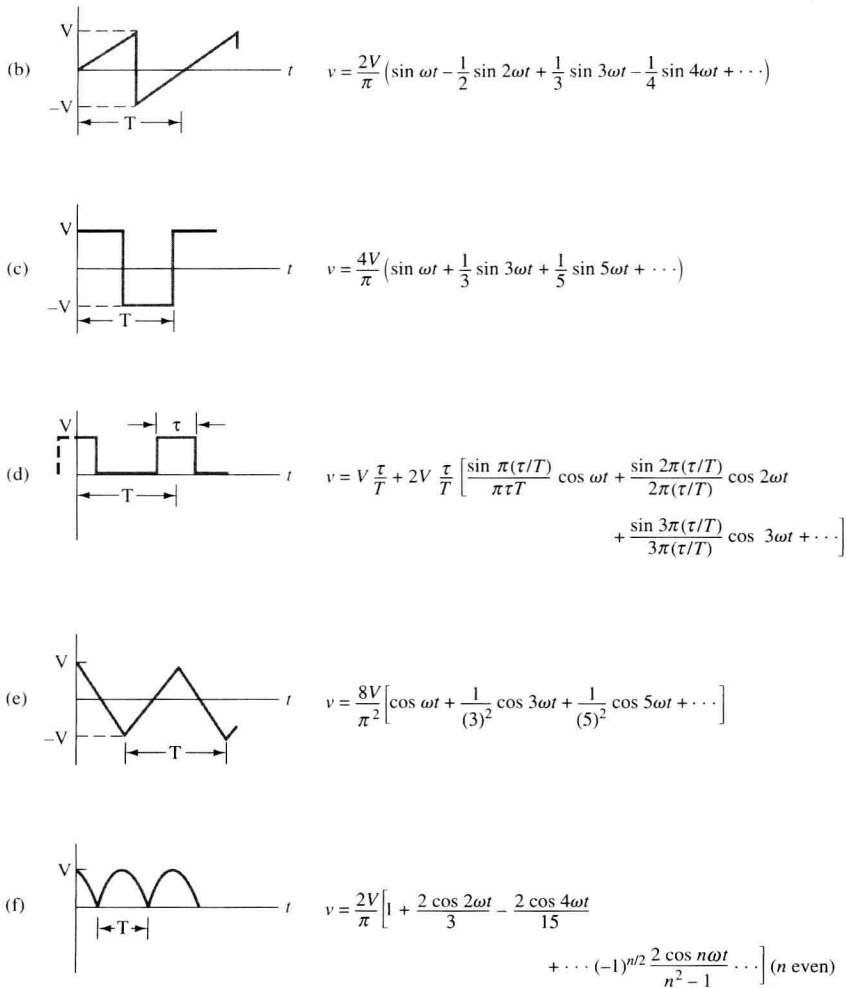 V
(b) t v = 2V/π (sin ωt − 1/2 sin 2ωt + 1/3 sin 3ωt − 1/4 sin 4ωt + · · ·)
−V
T
V
(c) t v = 4V/π (sin ωt + 1/3 sin 3ωt + 1/5 sin 5ωt + · · ·)
−V
T
V τ
(d) t v = V τ/T + 2V τ/T [sin π(τ/T)/πτT cos ωt + sin 2π(τ/T)/2π(τ/T) cos 2ωt
T
+ sin 3π(τ/T)/3π(τ/T) cos 3ωt + · · ·]
V
(e) t v = 8V/π² [cos ωt + 1/(3)² cos 3ωt + 1/(5)² cos 5ωt + · · ·]
−V
T
V
(f) t v = 2V/π [1 + 2 cos 2ωt/3 − 2 cos 4ωt/15
T
+ · · · (−1)^{n/2} 2 cos nωt/n² − 1 · · ·] (n even)